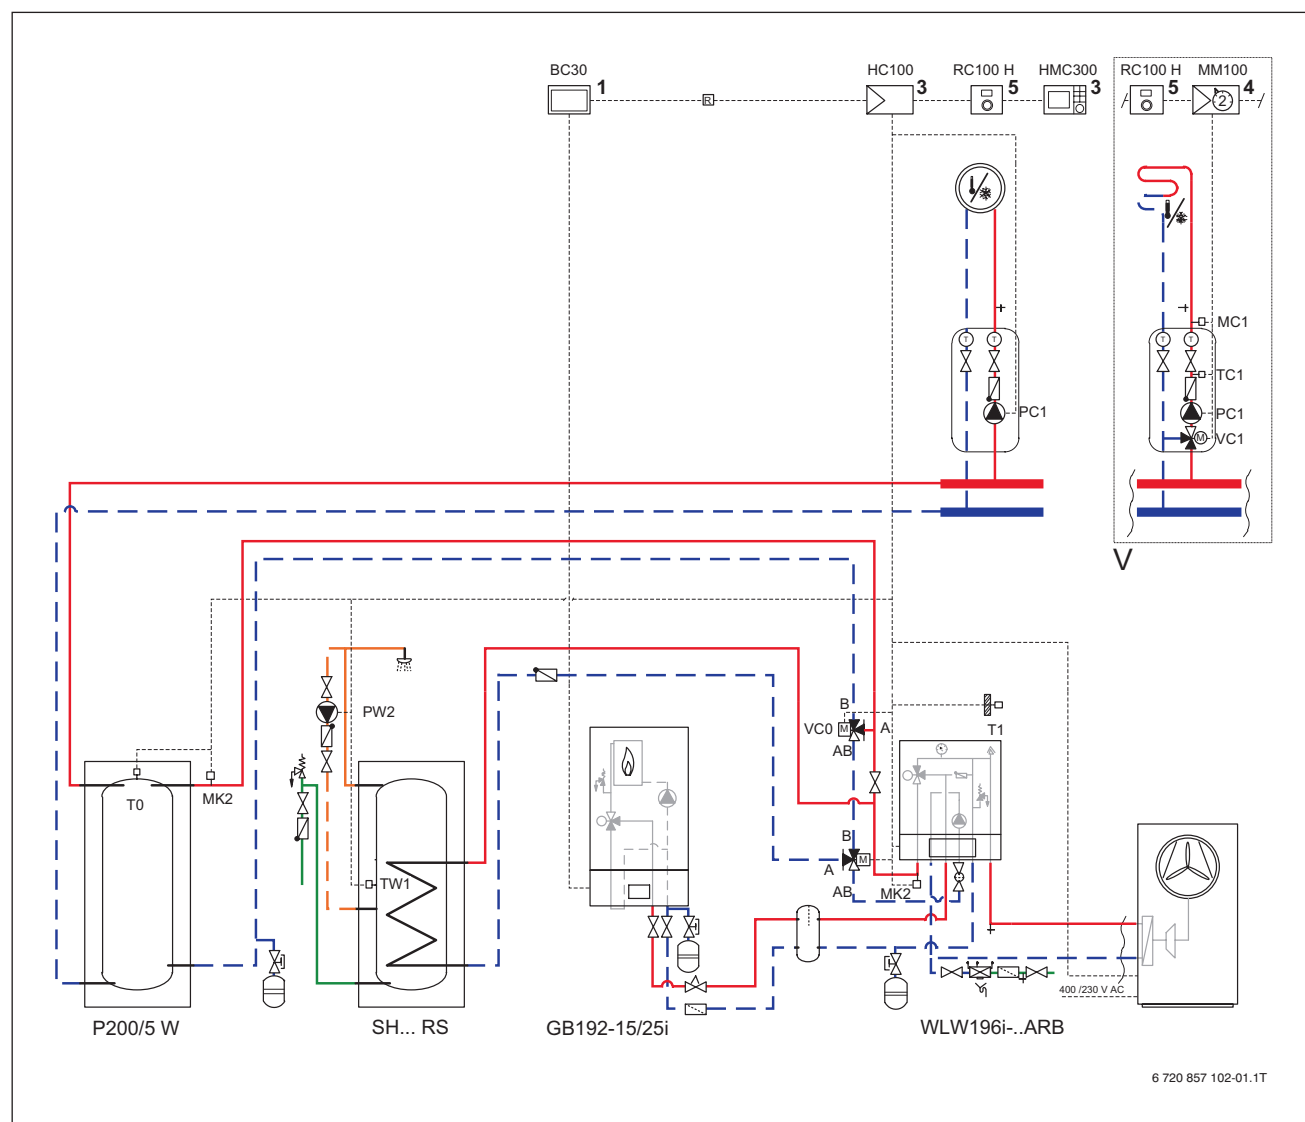 BC30
1
R
HC100
3
RC100 H
5
HMC300
3
RC100 H
5
MM100
4
2
T
T
PC1
T
T
MC1
TC1
PC1
M
VC1
V
PW2
B
VC0
M
A
AB
T1
T0
MK2
TW1
B
M
A
AB
MK2
400 /230 V AC
P200/5 W
SH... RS
GB192-15/25i
WLW196i-..ARB
6 720 857 102-01.1T